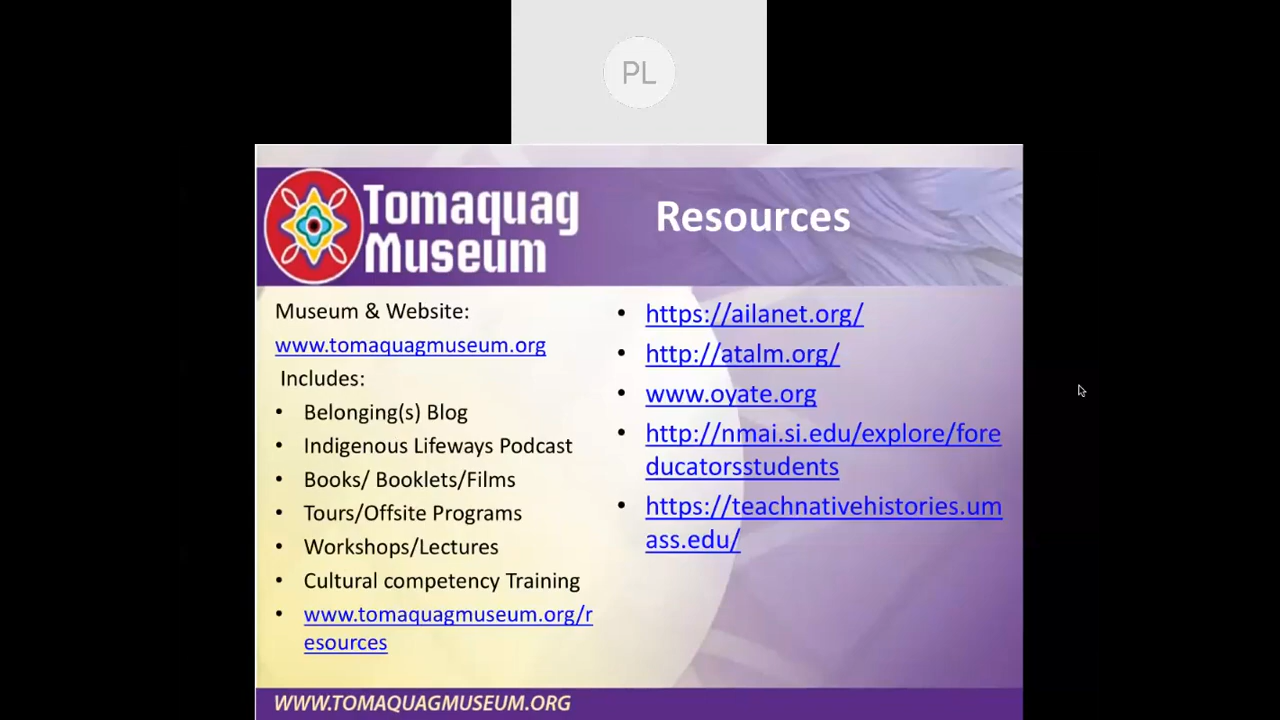 PL
Tomaquag
Museum
Resources
Museum & Website:
www.tomaquagmuseum.org
Includes:
• Belonging(s) Blog
• Indigenous Lifeways Podcast
• Books/ Booklets/Films
• Tours/Offsite Programs
• Workshops/Lectures
• Cultural competency Training
• www.tomaquagmuseum.org/r
esources
• https://ailanet.org/
• http://atalm.org/
• www.oyate.org
• http://nmai.si.edu/explore/fore
ducatorsstudents
• https://teachnativehistories.um
ass.edu/
WWW.TOMAQUAGMUSEUM.ORG